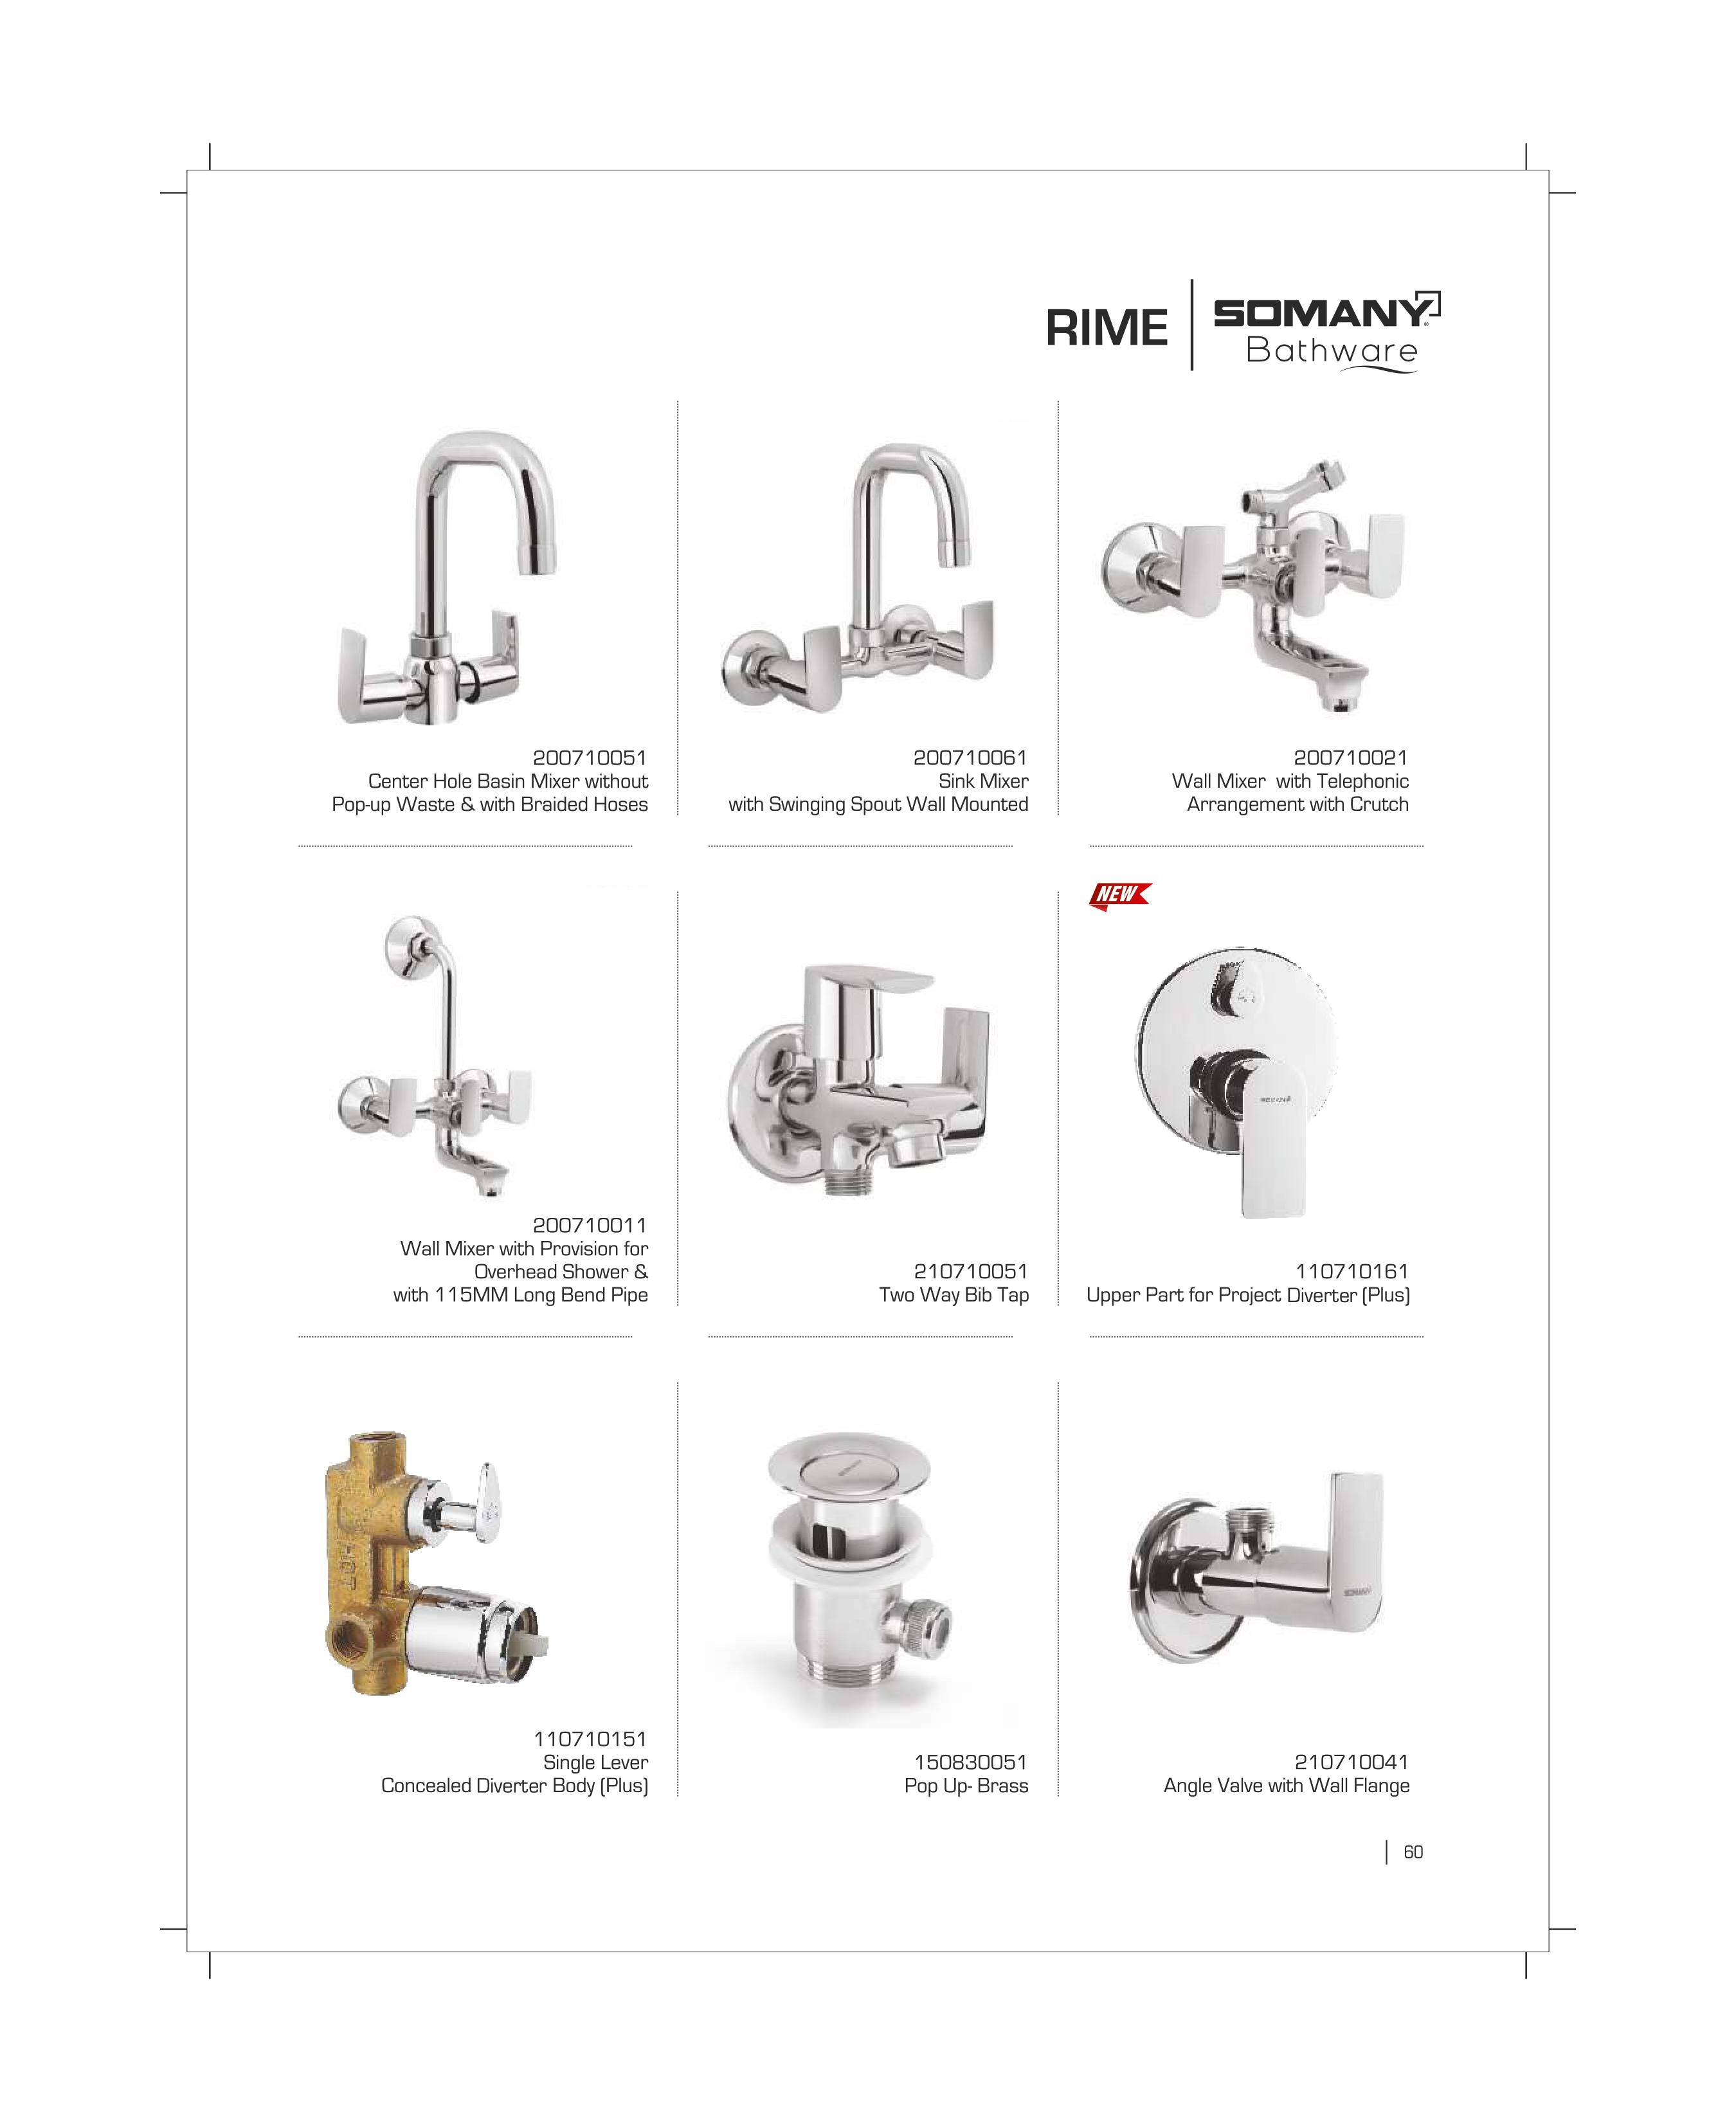 RIME
SOMANY
Bathware
200710051
Center Hole Basin Mixer without
Pop-up Waste & with Braided Hoses
200710061
Sink Mixer
with Swinging Spout Wall Mounted
200710021
Wall Mixer with Telephonic
Arrangement with Crutch
200710011
Wall Mixer with Provision for
Overhead Shower &
with 115MM Long Bend Pipe
210710051
Two Way Bib Tap
NEW
SOMANY
110710161
Upper Part for Project Diverter (Plus)
HOT
110710151
Single Lever
Concealed Diverter Body (Plus)
150830051
Pop Up- Brass
SOMANY
210710041
Angle Valve with Wall Flange
60